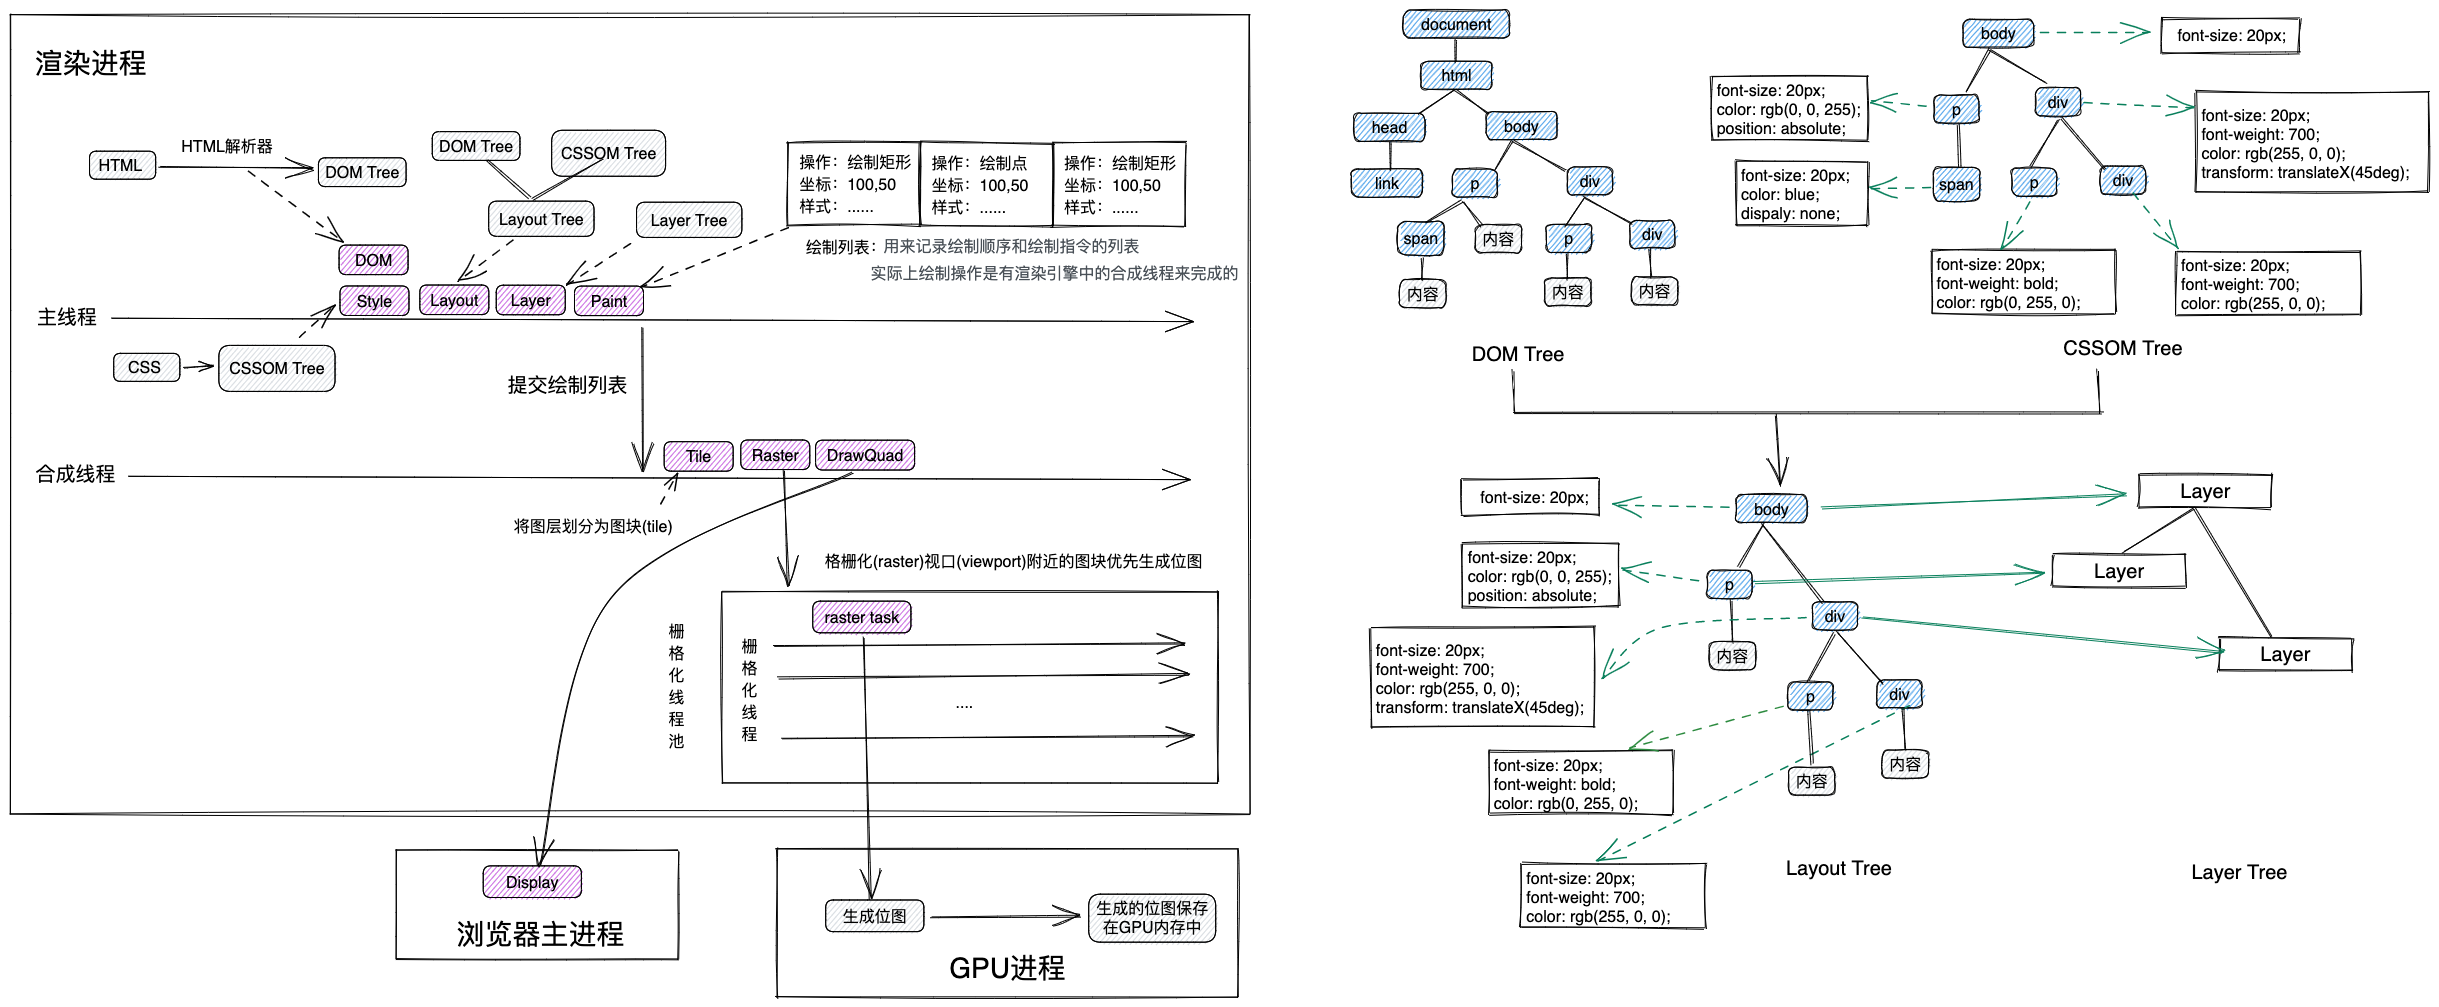 渲染进程
HTML
HTML解析器
DOM Tree
DOM Tree
CSSOM Tree
Layout Tree
Layer Tree
操作：绘制矩形
坐标：100,50
样式：......
操作：绘制点
坐标：100,50
样式：......
操作：绘制矩形
坐标：100,50
样式：......
绘制列表：用来记录绘制顺序和绘制指令的列表
实际上绘制操作是有渲染引擎中的合成线程来完成的
DOM
Style
Layout
Layer
Paint
主线程
CSS
CSSOM Tree
提交绘制列表
合成线程
Tile
Raster
DrawQuad
将图层划分为图块(tile)
格栅化(raster)视口(viewport)附近的图块优先生成位图
栅格化线程池
栅格化线程
raster task
....
Display
浏览器主进程
生成位图
生成的位图保存
在GPU内存中
GPU进程
document
html
head
body
link
p
div
span
内容
p
div
内容
内容
内容
DOM Tree
body
font-size: 20px;
font-size: 20px;
color: rgb(0, 0, 255);
position: absolute;
p
div
font-size: 20px;
font-weight: 700;
color: rgb(255, 0, 0);
transform: translateX(45deg);
font-size: 20px;
color: blue;
dispaly: none;
span
p
div
font-size: 20px;
font-weight: bold;
color: rgb(0, 255, 0);
font-size: 20px;
font-weight: 700;
color: rgb(255, 0, 0);
CSSOM Tree
font-size: 20px;
body
font-size: 20px;
color: rgb(0, 0, 255);
position: absolute;
p
div
内容
font-size: 20px;
font-weight: 700;
color: rgb(255, 0, 0);
transform: translateX(45deg);
p
div
内容
内容
font-size: 20px;
font-weight: bold;
color: rgb(0, 255, 0);
font-size: 20px;
font-weight: 700;
color: rgb(255, 0, 0);
Layout Tree
Layer
Layer
Layer
Layer Tree